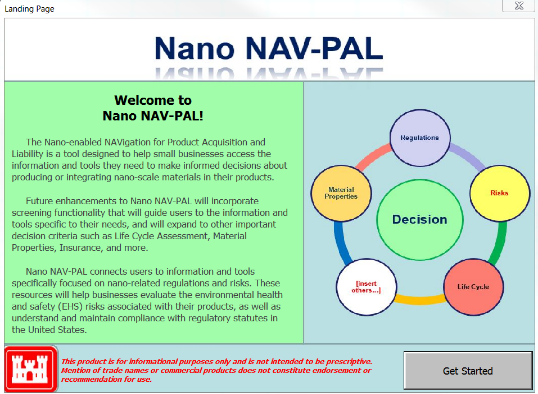 Landing Page
Nano NAV-PAL
Welcome to
Nano NAV-PAL!
The Nano-enabled NAVigation for Product Acquisition and
Liability is a tool designed to help small businesses access the
information and tools they need to make informed decisions about
producing or integrating nano-scale materials in their products.
Future enhancements to Nano NAV-PAL will incorporate
screening functionality that will guide users to the information and
tools specific to their needs, and will expand to other important
decision criteria such as Life Cycle Assessment, Material
Properties, Insurance, and more.
Nano NAV-PAL connects users to information and tools
specifically focused on nano-related regulations and risks. These
resources will help businesses evaluate the environmental health
and safety (EHS) risks associated with their products, as well as
understand and maintain compliance with regulatory statutes in
the United States.
Regulations
Material
Properties
Risks
Decision
[Insert
others...]
Life Cycle
This product is for informational purposes only and is not intended to be prescriptive.
Mention of trade names or commercial products does not constitute endorsement or
recommendation for use.
Get Started